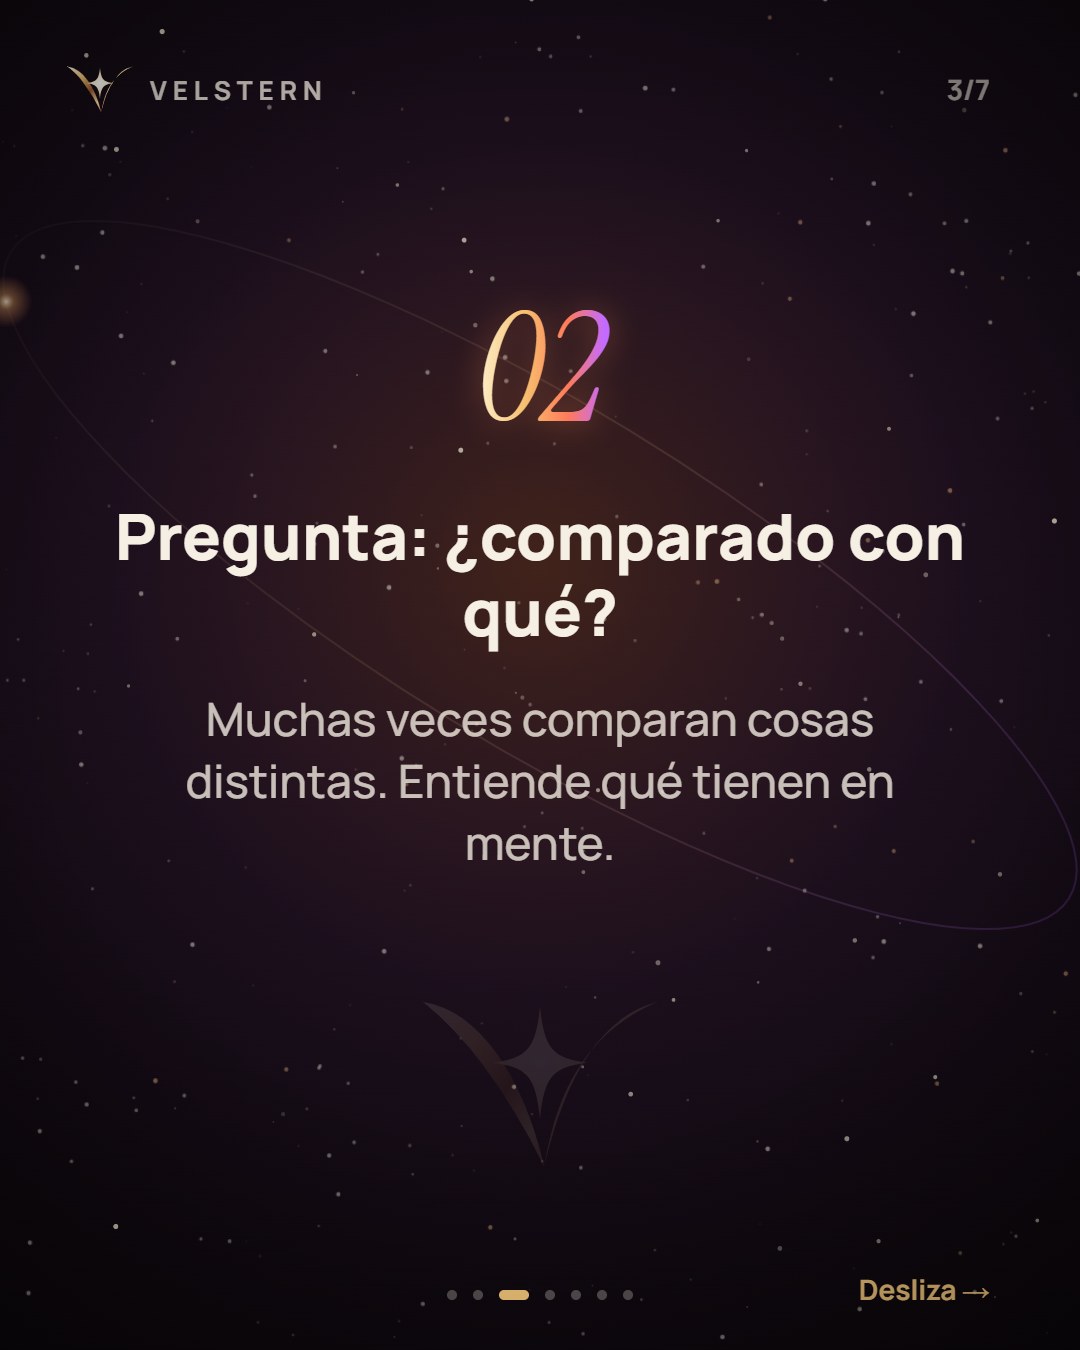 VELSTERN
3/7
02
Pregunta: ¿comparado con
qué?
Muchas veces comparan cosas
distintas. Entiende qué tienen en
mente.
Desliza →